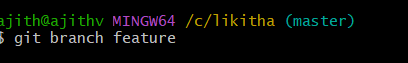 ajith@ajithv MINGW64 /c/likitha (master)
$ git branch feature